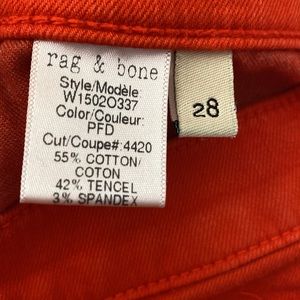 rag & bone
Style/Modèle:
W1502O337
Color/Couleur:
PFD
Cut/Coupe#: 4420
55% COTTON/
COTON
42% TENCEL
3% SPANDEX
28